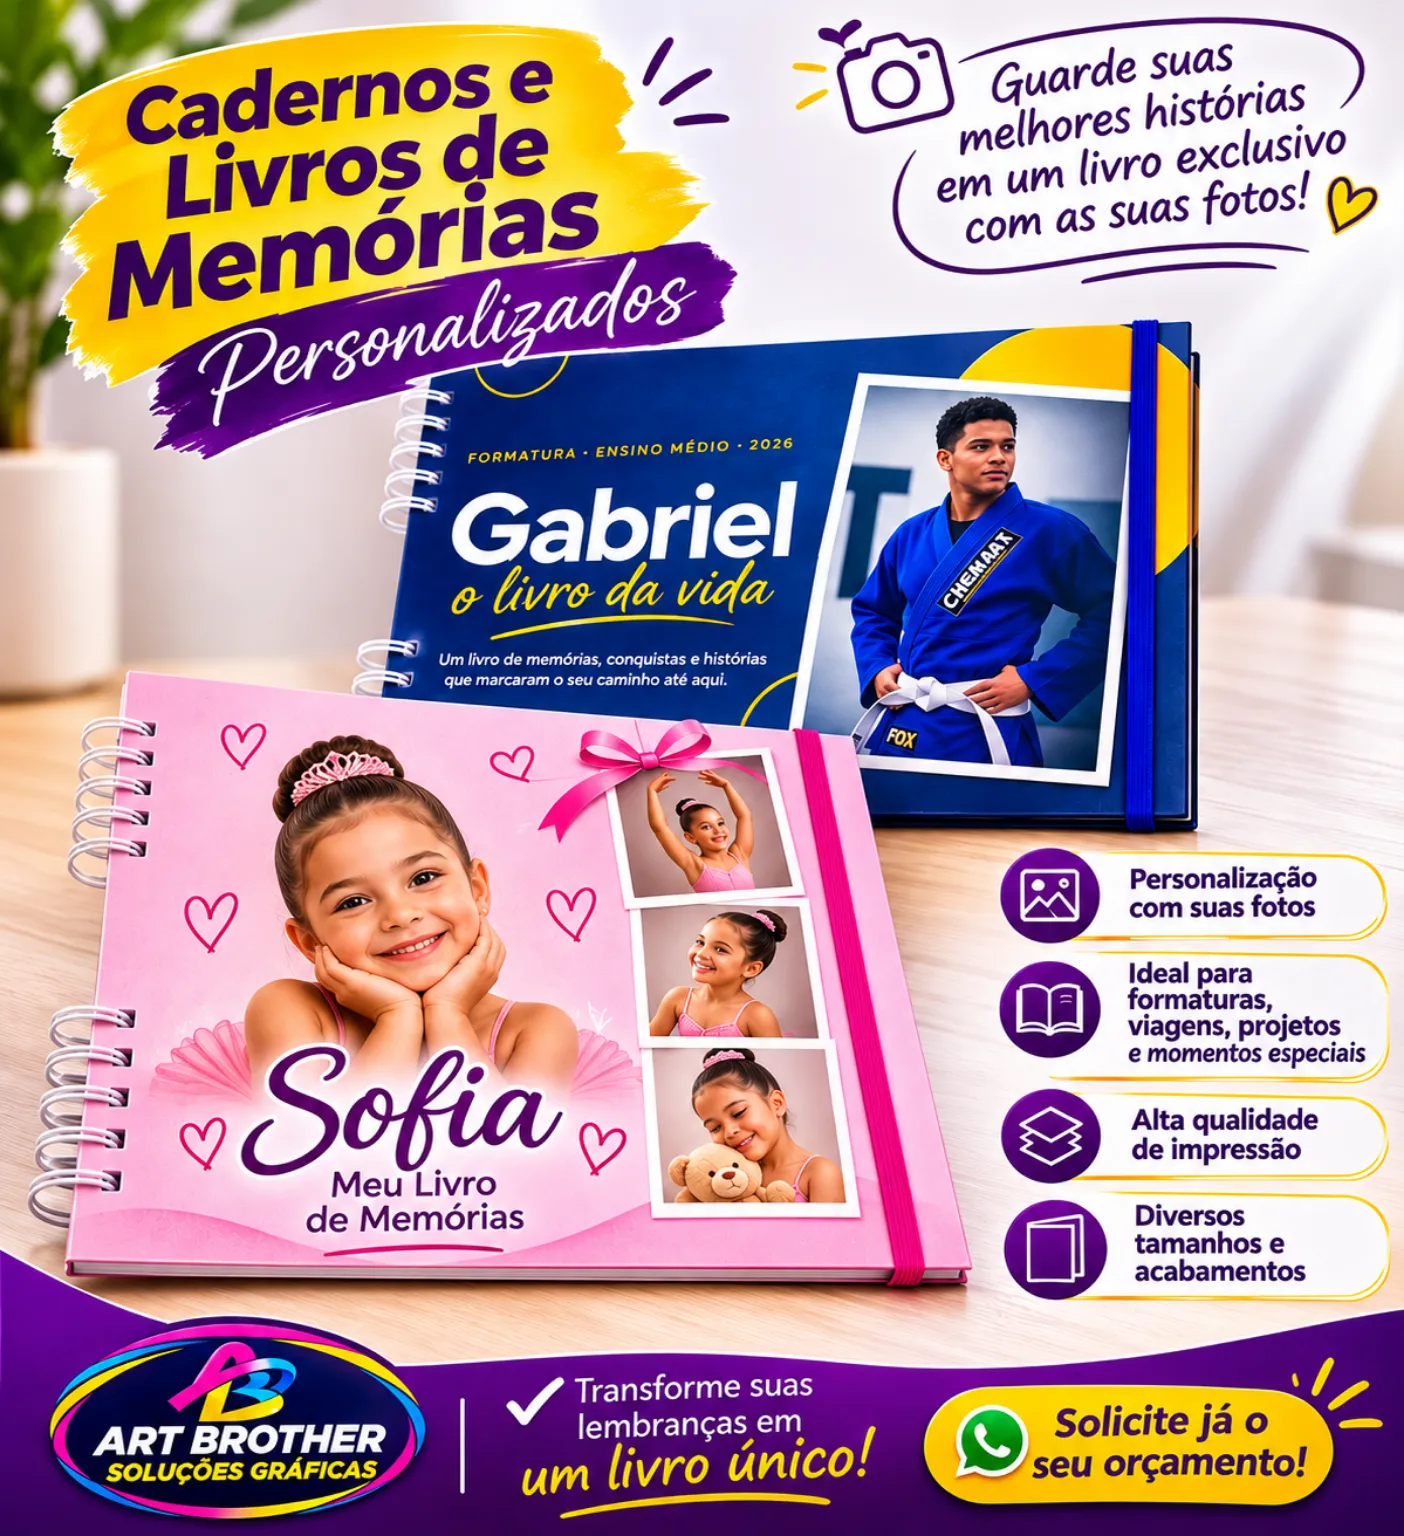 Cadernos e
Livros de
Memórias
Personalizados
Guarde suas
melhores histórias
em um livro exclusivo
com as suas fotos!
FORMATURA · ENSINO MÉDIO · 2026
Gabriel
o livro da vida
Um livro de memórias, conquistas e histórias
que marcaram o seu caminho até aqui.
CHEMAAT
FOX
Sofia
Meu Livro
de Memórias
Personalização
com suas fotos
Ideal para
formaturas,
viagens, projetos
e momentos especiais
Alta qualidade
de impressão
Diversos
tamanhos e
acabamentos
AB
ART BROTHER
SOLUÇÕES GRÁFICAS
Transforme suas
lembranças em
um livro único!
Solicite já o
seu orçamento!